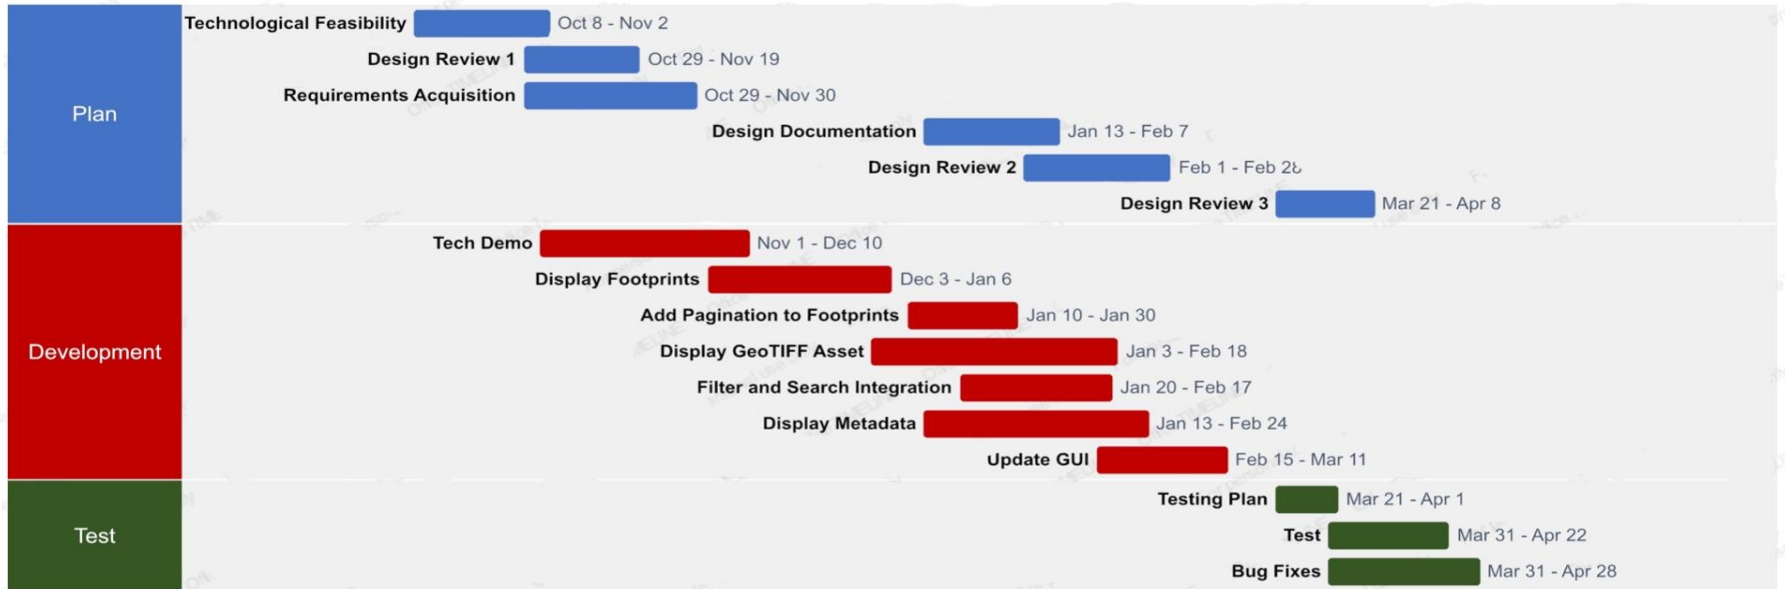 Plan
Technological Feasibility Oct 8 - Nov 2
Design Review 1 Oct 29 - Nov 19
Requirements Acquisition Oct 29 - Nov 30
Design Documentation Jan 13 - Feb 7
Design Review 2 Feb 1 - Feb 28
Design Review 3 Mar 21 - Apr 8
Development
Tech Demo Nov 1 - Dec 10
Display Footprints Dec 3 - Jan 6
Add Pagination to Footprints Jan 10 - Jan 30
Display GeoTIFF Asset Jan 3 - Feb 18
Filter and Search Integration Jan 20 - Feb 17
Display Metadata Jan 13 - Feb 24
Update GUI Feb 15 - Mar 11
Test
Testing Plan Mar 21 - Apr 1
Test Mar 31 - Apr 22
Bug Fixes Mar 31 - Apr 28